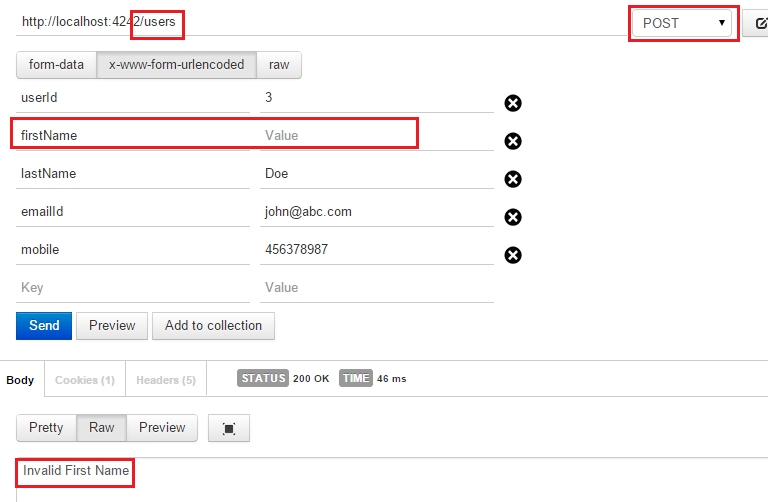 http://localhost:4242/users POST
form-data x-www-form-urlencoded raw
userId 3
firstName Value
lastName Doe
emailId john@abc.com
mobile 456378987
Key Value
Send Preview Add to collection
Body Cookies (1) Headers (5) STATUS 200 OK TIME 46 ms
Pretty Raw Preview
Invalid First Name